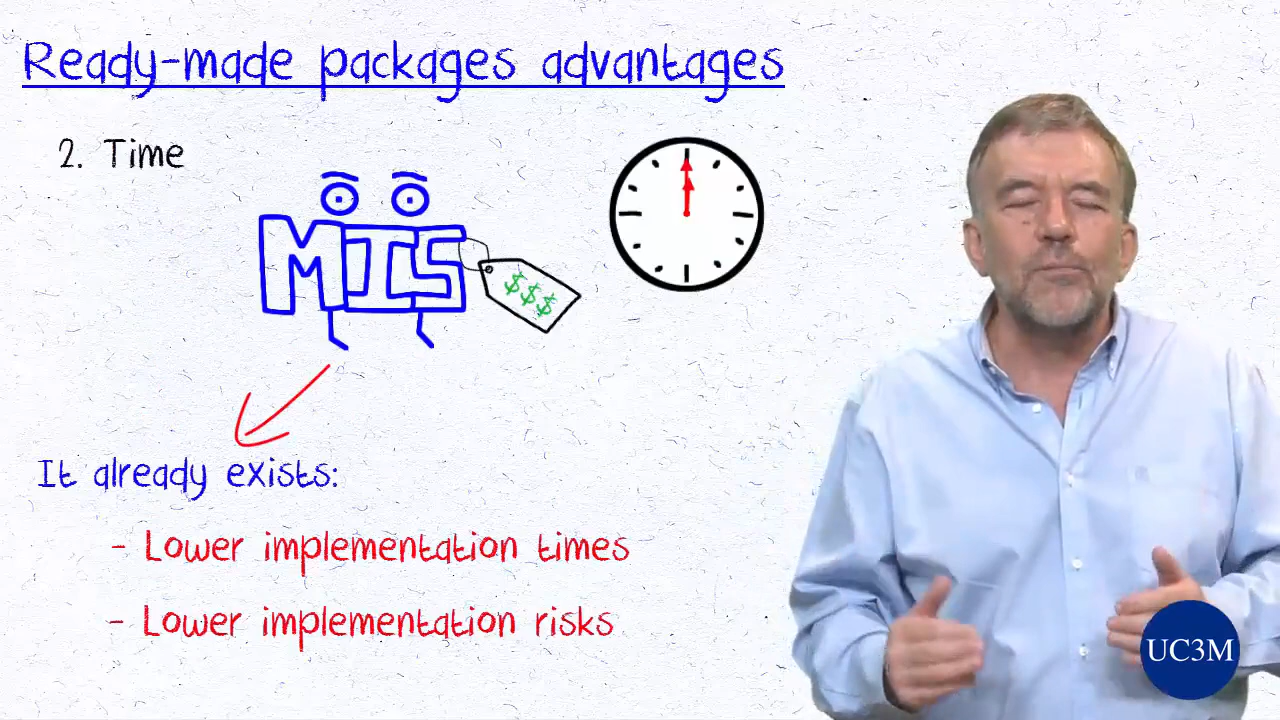 Ready-made packages advantages
2. Time
MIS
$$$
It already exists:
- Lower implementation times
- Lower implementation risks
UC3M